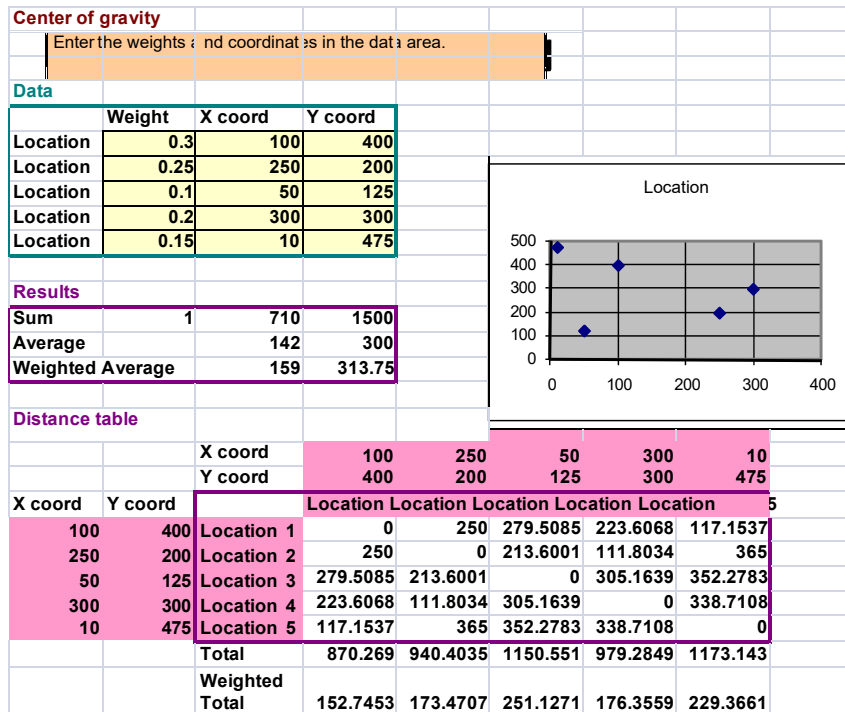 Center of gravity
Enter the weights a nd coordinates in the data area.
Data
Weight X coord Y coord
Location 0.3 100 400
Location 0.25 250 200
Location 0.1 50 125
Location 0.2 300 300
Location 0.15 10 475
Location
500
400
300
200
100
0
0 100 200 300 400
Results
Sum 1 710 1500
Average 142 300
Weighted Average 159 313.75
Distance table
X coord 100 250 50 300 10
Y coord 400 200 125 300 475
X coord Y coord Location Location Location Location Location 5
100 400 Location 1 0 250 279.5085 223.6068 117.1537
250 200 Location 2 250 0 213.6001 111.8034 365
50 125 Location 3 279.5085 213.6001 0 305.1639 352.2783
300 300 Location 4 223.6068 111.8034 305.1639 0 338.7108
10 475 Location 5 117.1537 365 352.2783 338.7108 0
Total 870.269 940.4035 1150.551 979.2849 1173.143
Weighted
Total 152.7453 173.4707 251.1271 176.3559 229.3661